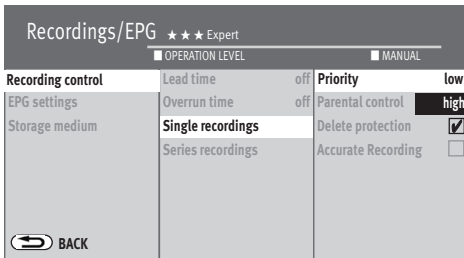 Recordings/EPG ★★★Expert
OPERATION LEVEL MANUAL
Recording control Lead time off Priority low
EPG settings Overrun time off Parental control high
Storage medium Single recordings Delete protection
Series recordings Accurate Recording
BACK